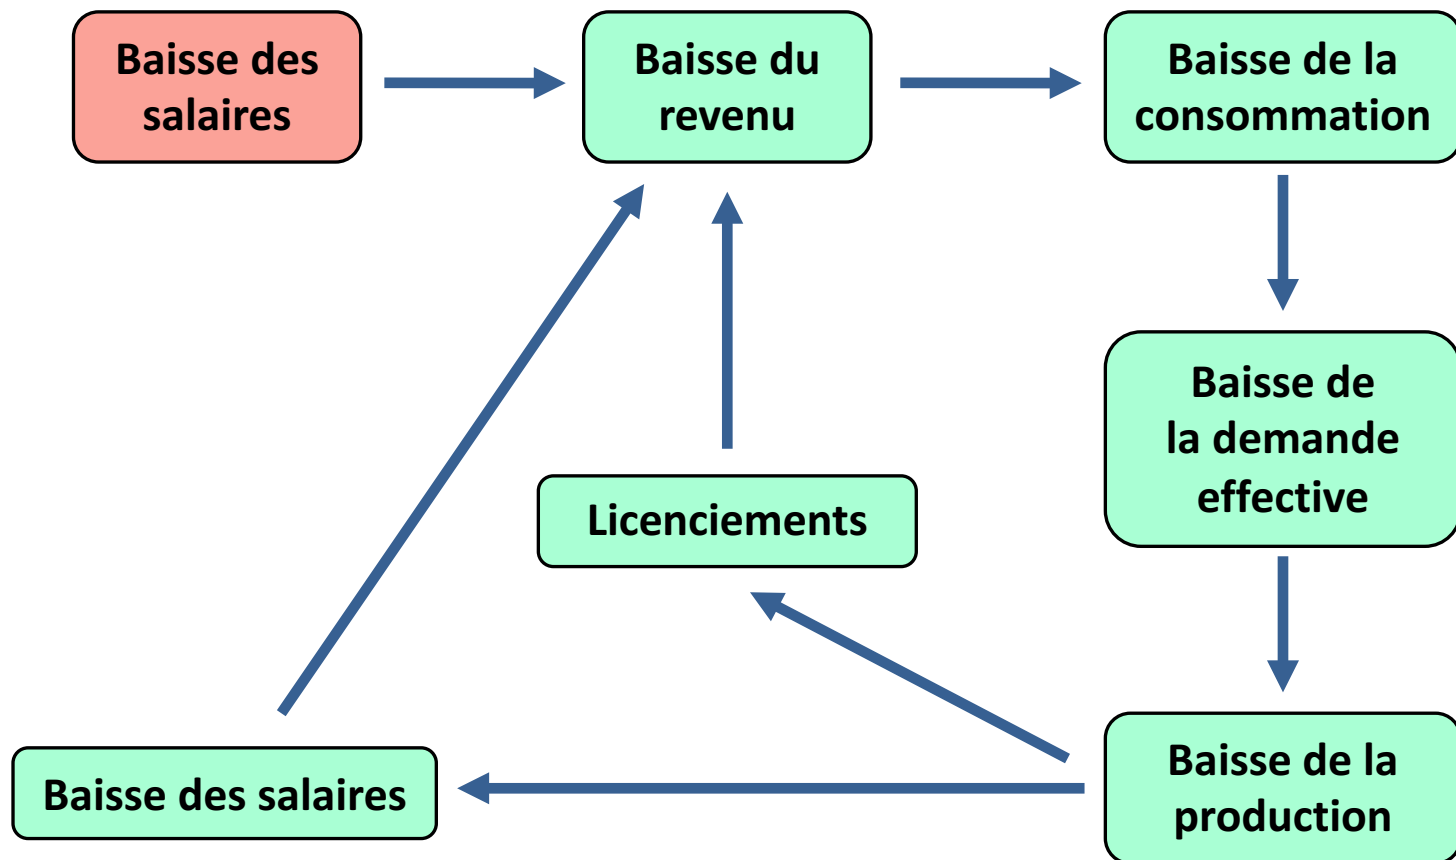 Baisse des
salaires
Baisse du
revenu
Baisse de la
consommation
Baisse de
la demande
effective
Licenciements
Baisse des salaires
Baisse de la
production